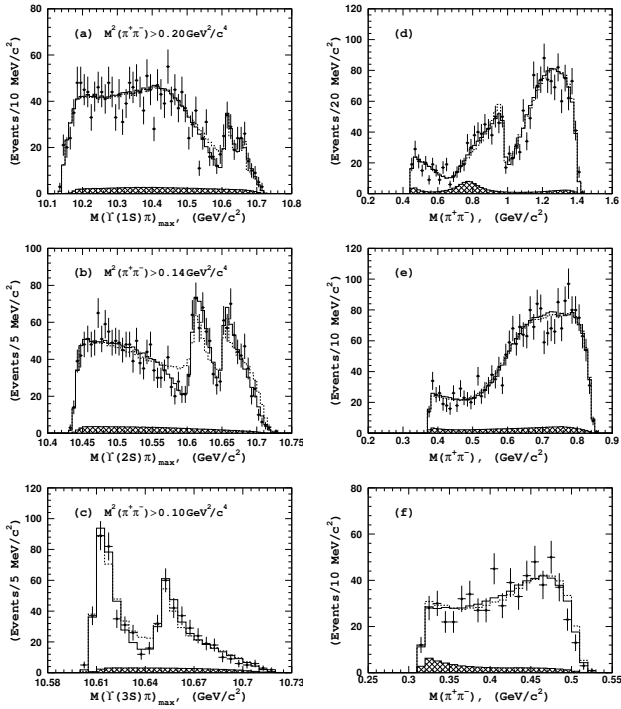 (a) M²(π⁺π⁻)>0.20GeV²/c⁴
(Events/10 MeV/c²)
80
60
40
20
0
10.1 10.2 10.3 10.4 10.5 10.6 10.7 10.8
M(ϒ(1S)π)max, (GeV/c²)
(d)
(Events/20 MeV/c²)
120
100
80
60
40
20
0
0.2 0.4 0.6 0.8 1 1.2 1.4 1.6
M(π⁺π⁻), (GeV/c²)
(b) M²(π⁺π⁻)>0.14GeV²/c⁴
(Events/5 MeV/c²)
100
80
60
40
20
0
10.4 10.45 10.5 10.55 10.6 10.65 10.7 10.75
M(ϒ(2S)π)max, (GeV/c²)
(e)
(Events/10 MeV/c²)
120
100
80
60
40
20
0
0.2 0.3 0.4 0.5 0.6 0.7 0.8 0.9
M(π⁺π⁻), (GeV/c²)
(c) M²(π⁺π⁻)>0.10GeV²/c⁴
(Events/5 MeV/c²)
120
100
80
60
40
20
0
10.58 10.61 10.64 10.67 10.70 10.73
M(ϒ(3S)π)max, (GeV/c²)
(f)
(Events/10 MeV/c²)
80
60
40
20
0
0.25 0.3 0.35 0.4 0.45 0.5 0.55
M(π⁺π⁻), (GeV/c²)